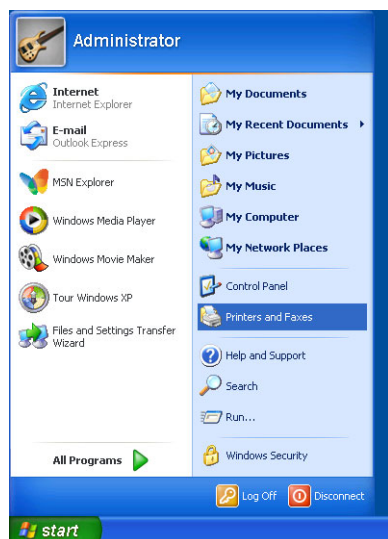 Administrator
Internet
Internet Explorer
E-mail
Outlook Express
MSN Explorer
Windows Media Player
Windows Movie Maker
Tour Windows XP
Files and Settings Transfer
Wizard
All Programs
My Documents
My Recent Documents
My Pictures
My Music
My Computer
My Network Places
Control Panel
Printers and Faxes
Help and Support
Search
Run...
Windows Security
Log Off
Disconnect
start